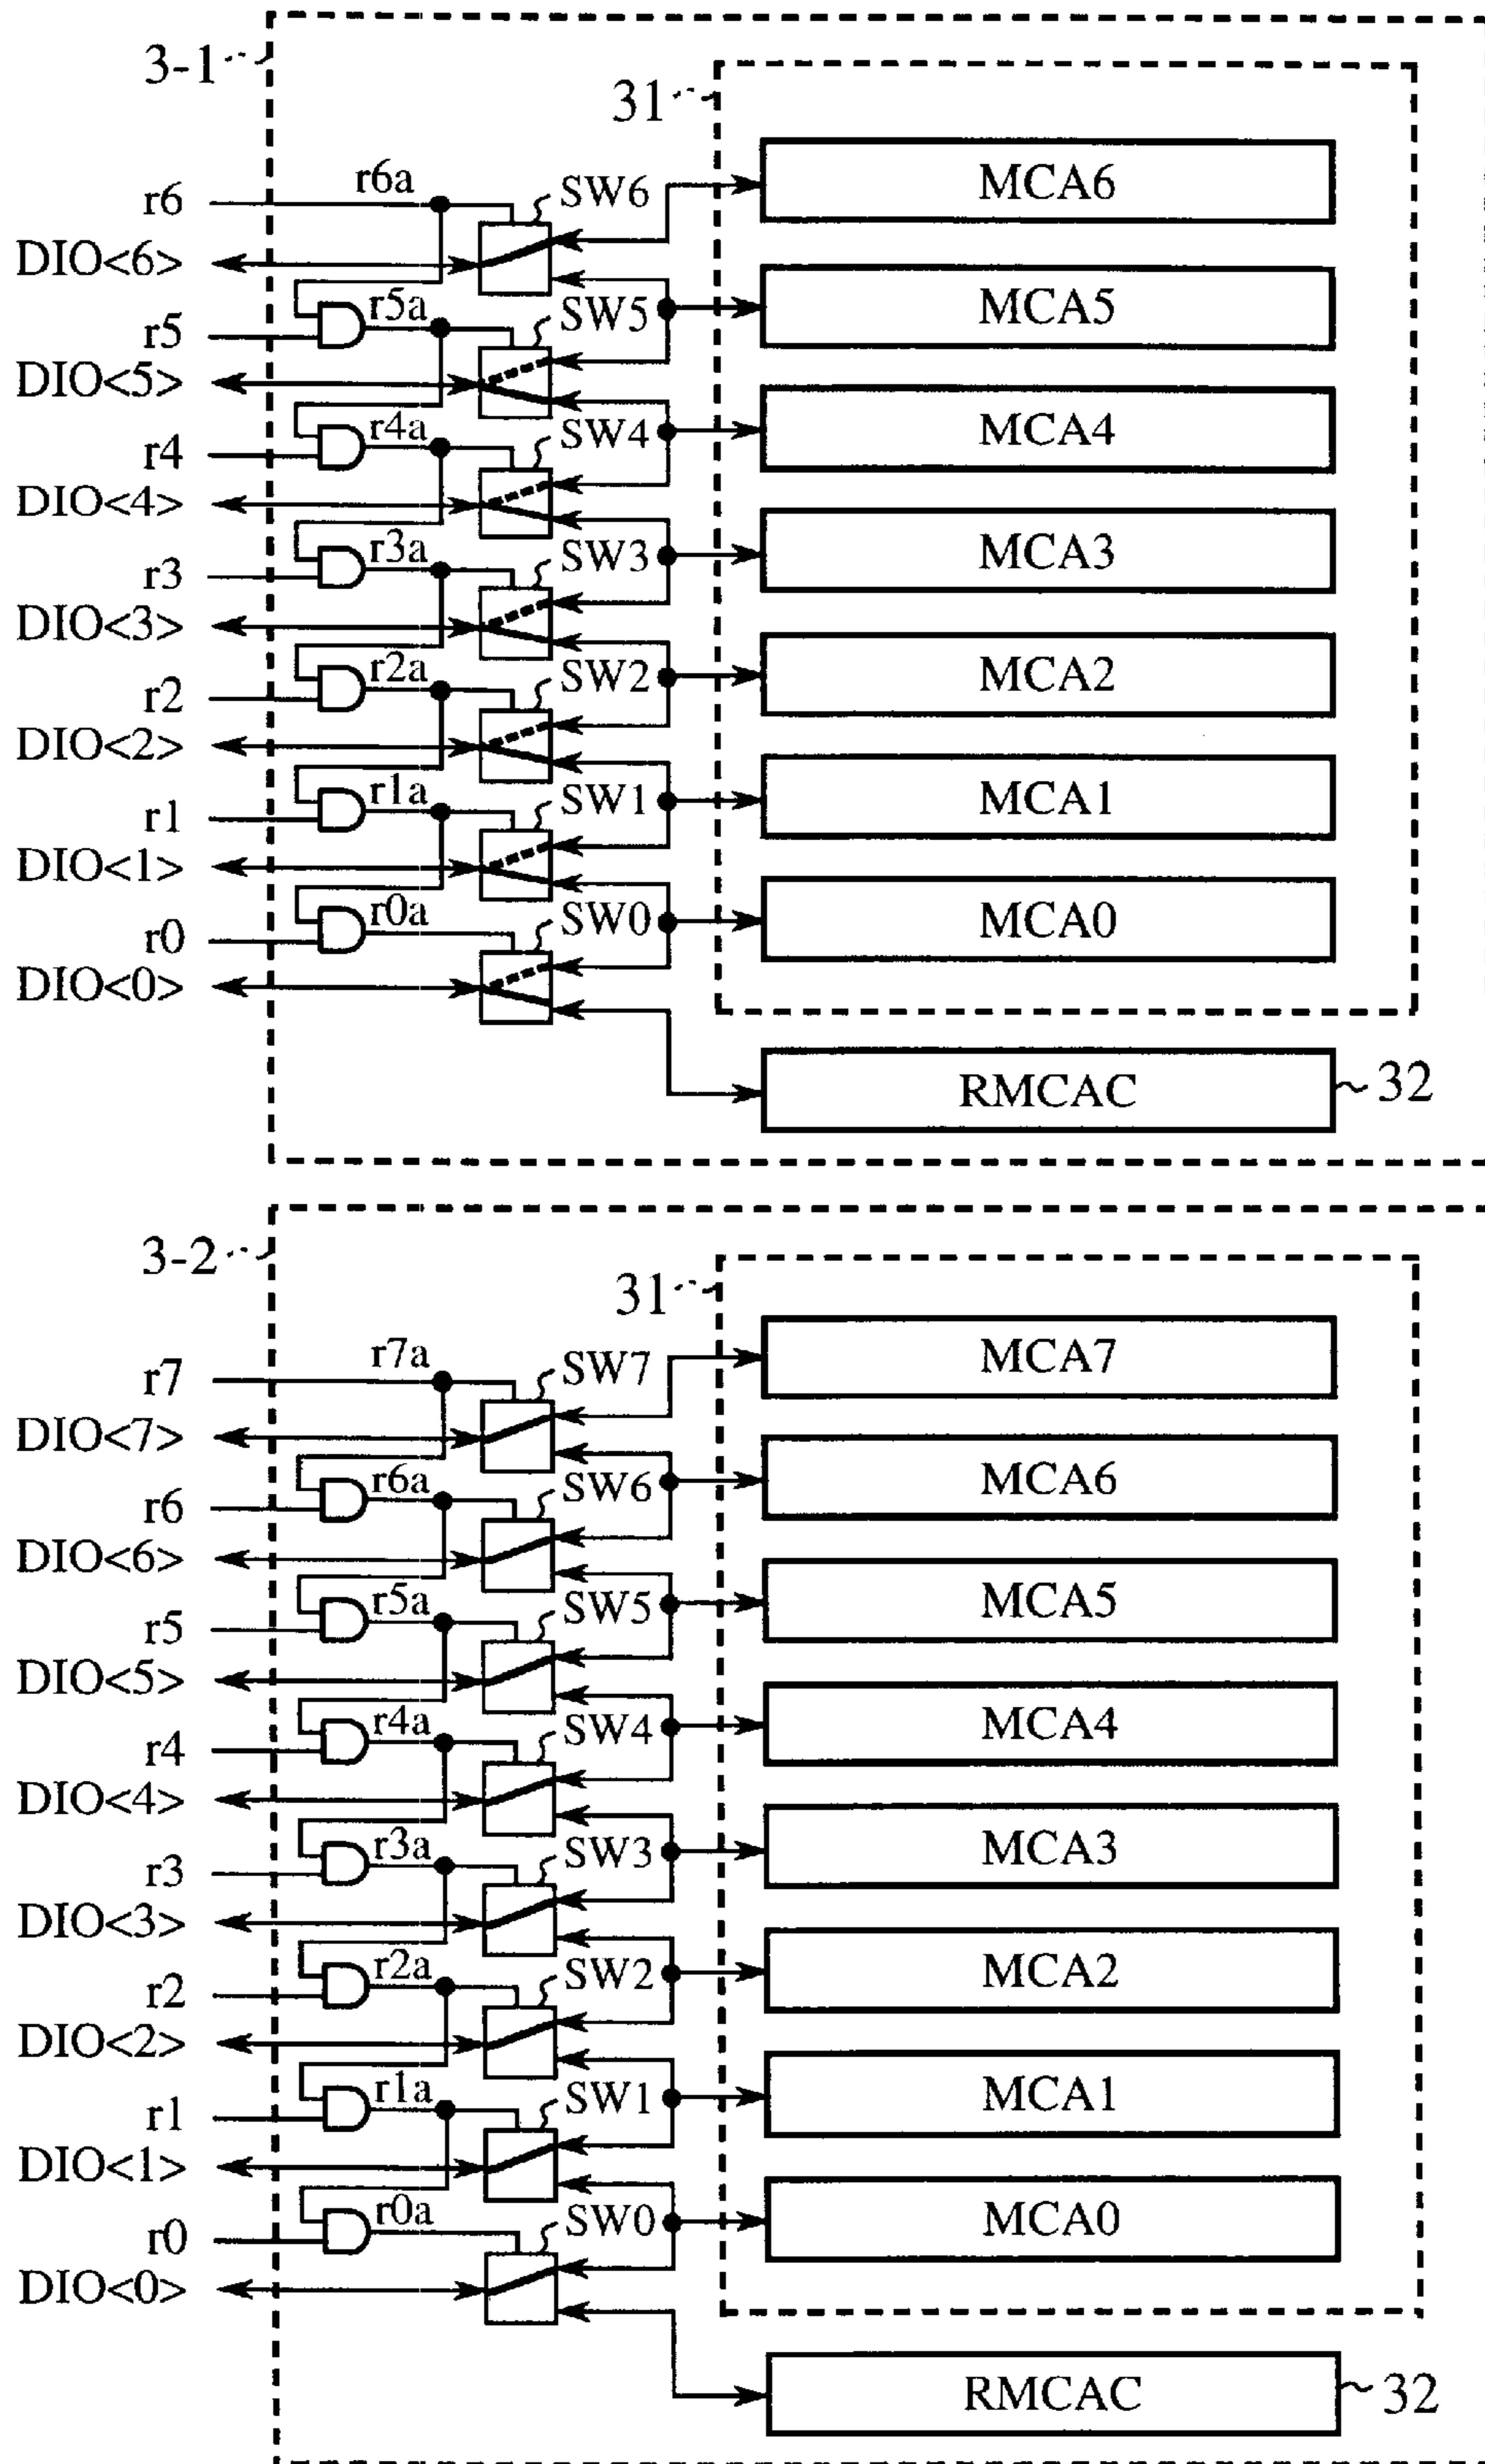 3-1
31
r6 r6a SW6 MCA6
DIO<6>
r5 r5a SW5 MCA5
DIO<5>
r4 r4a SW4 MCA4
DIO<4>
r3 r3a SW3 MCA3
DIO<3>
r2 r2a SW2 MCA2
DIO<2>
r1 r1a SW1 MCA1
DIO<1>
r0 r0a SW0 MCA0
DIO<0>
RMCAC 32
3-2
31
r7 r7a SW7 MCA7
DIO<7>
r6 r6a SW6 MCA6
DIO<6>
r5 r5a SW5 MCA5
DIO<5>
r4 r4a SW4 MCA4
DIO<4>
r3 r3a SW3 MCA3
DIO<3>
r2 r2a SW2 MCA2
DIO<2>
r1 r1a SW1 MCA1
DIO<1>
r0 r0a SW0 MCA0
DIO<0>
RMCAC 32